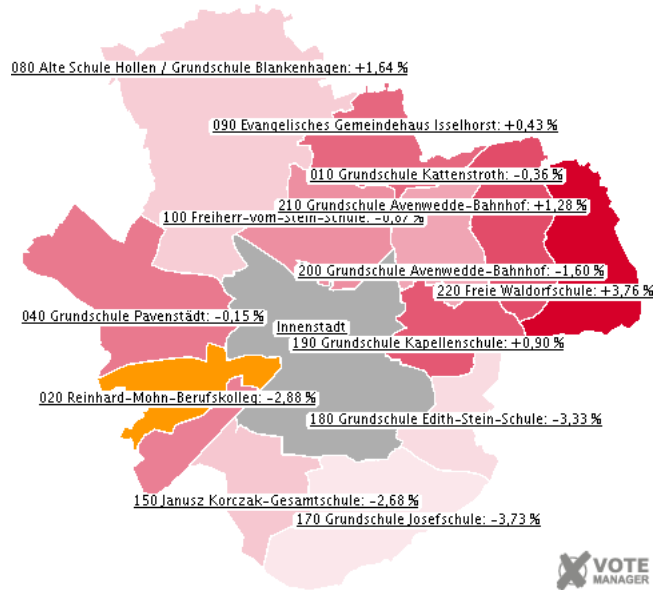 080 Alte Schule Hollen / Grundschule Blankenhagen: +1,64 %
090 Evangelisches Gemeindehaus Isselhorst: +0,43 %
010 Grundschule Kattenstroth: -0,36 %
210 Grundschule Avenwedde-Bahnhof: +1,28 %
100 Freiherr-vom-Stein-Schule: -0,67 %
200 Grundschule Avenwedde-Bahnhof: -1,60 %
220 Freie Waldorfschule: +3,76 %
040 Grundschule Pavenstädt: -0,15 %
Innenstadt
190 Grundschule Kapellenschule: +0,90 %
020 Reinhard-Mohn-Berufskolleg: -2,88 %
180 Grundschule Edith-Stein-Schule: -3,33 %
150 Janusz Korczak-Gesamtschule: -2,68 %
170 Grundschule Josefschule: -3,73 %
VOTE
MANAGER